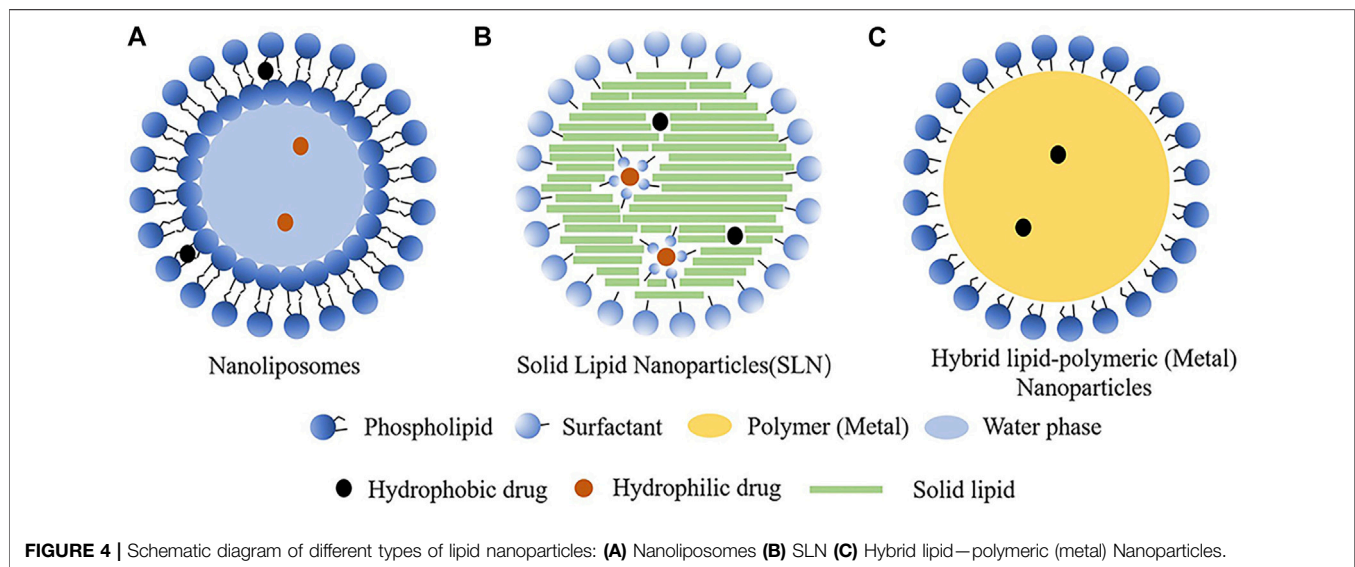 A
B
C
Nanoliposomes
Solid Lipid Nanoparticles(SLN)
Hybrid lipid-polymeric (Metal)
Nanoparticles
Phospholipid
Surfactant
Polymer (Metal)
Water phase
Hydrophobic drug
Hydrophilic drug
Solid lipid
FIGURE 4 | Schematic diagram of different types of lipid nanoparticles: (A) Nanoliposomes (B) SLN (C) Hybrid lipid—polymeric (metal) Nanoparticles.